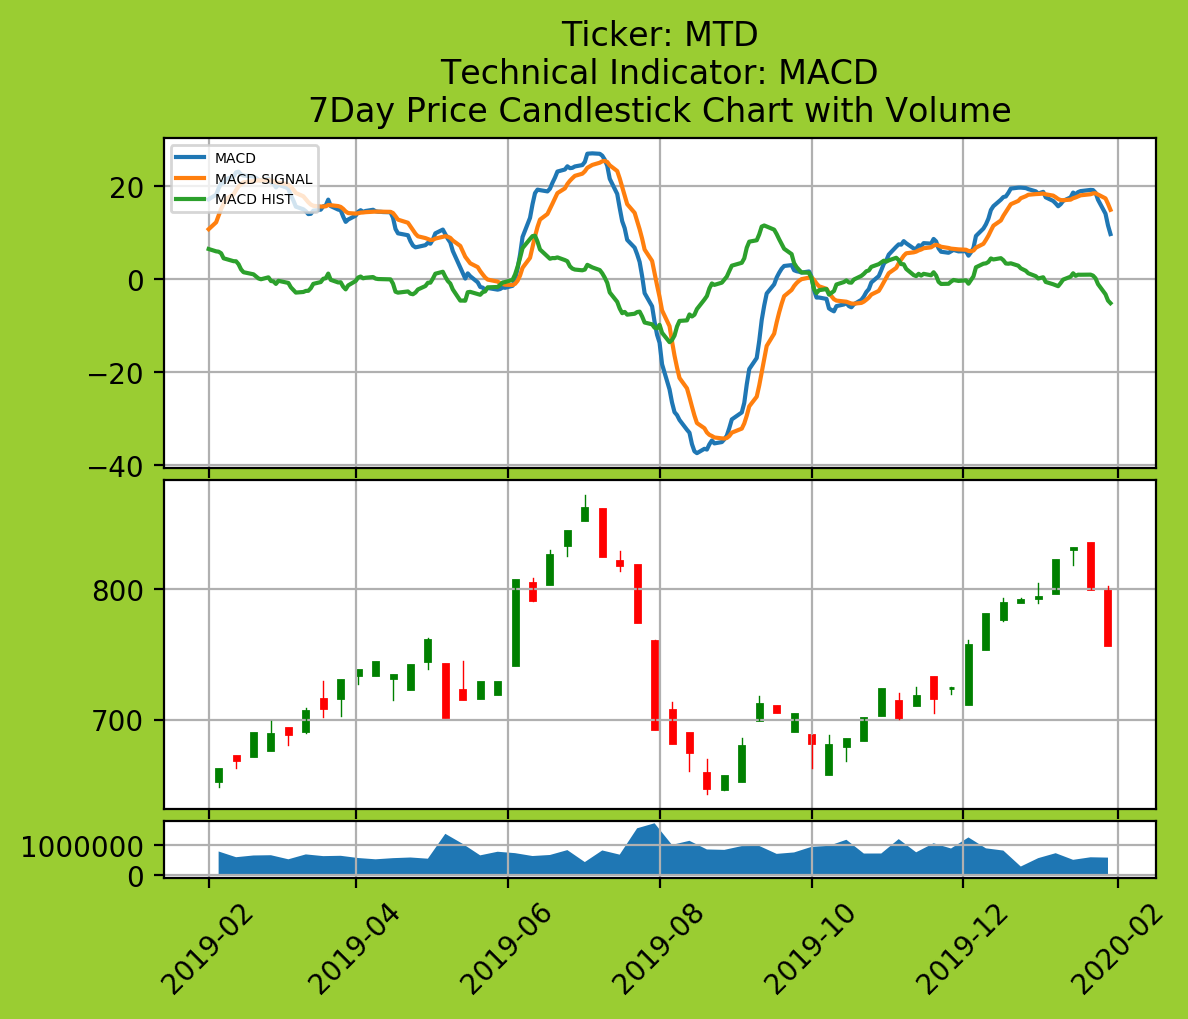 Ticker: MTD
Technical Indicator: MACD
7Day Price Candlestick Chart with Volume
MACD
MACD SIGNAL
MACD HIST
20
0
−20
−40
800
700
1000000
0
2019-02
2019-04
2019-06
2019-08
2019-10
2019-12
2020-02